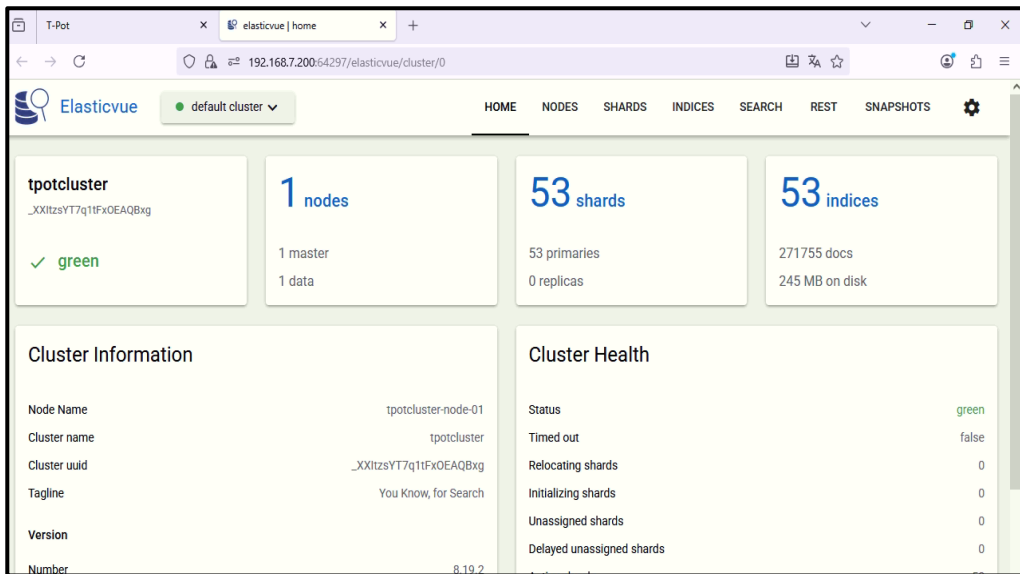 T-Pot
elasticvue | home
192.168.7.200:64297/elasticvue/cluster/0
Elasticvue
default cluster
HOME NODES SHARDS INDICES SEARCH REST SNAPSHOTS
tpotcluster
_XXItzsYT7q1tFxOEAQBxg
green
1 nodes
1 master
1 data
53 shards
53 primaries
0 replicas
53 indices
271755 docs
245 MB on disk
Cluster Information
Node Name tpotcluster-node-01
Cluster name tpotcluster
Cluster uuid _XXItzsYT7q1tFxOEAQBxg
Tagline You Know, for Search
Version
Number 8.19.2
Cluster Health
Status green
Timed out false
Relocating shards 0
Initializing shards 0
Unassigned shards 0
Delayed unassigned shards 0